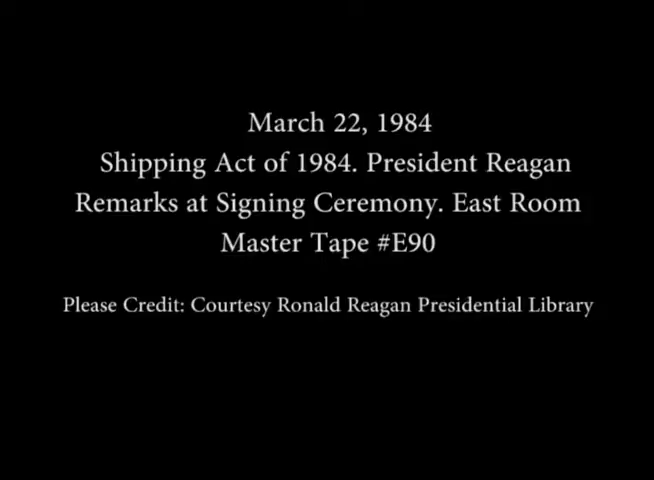 March 22, 1984
Shipping Act of 1984. President Reagan
Remarks at Signing Ceremony. East Room
Master Tape #E90
Please Credit: Courtesy Ronald Reagan Presidential Library